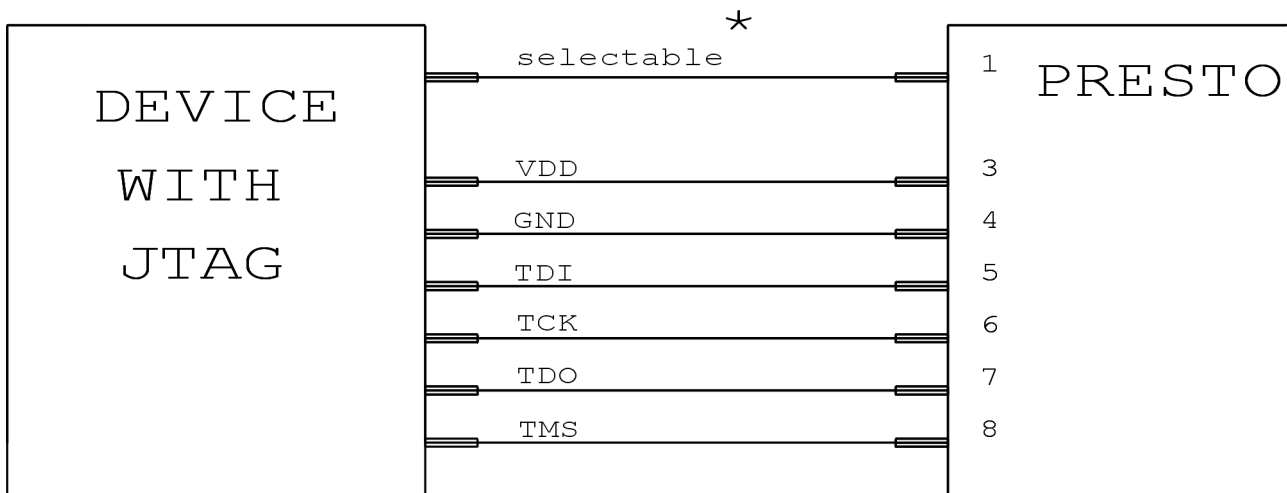 *
selectable
1
PRESTO
DEVICE
WITH
JTAG
VDD
3
GND
4
TDI
5
TCK
6
TDO
7
TMS
8